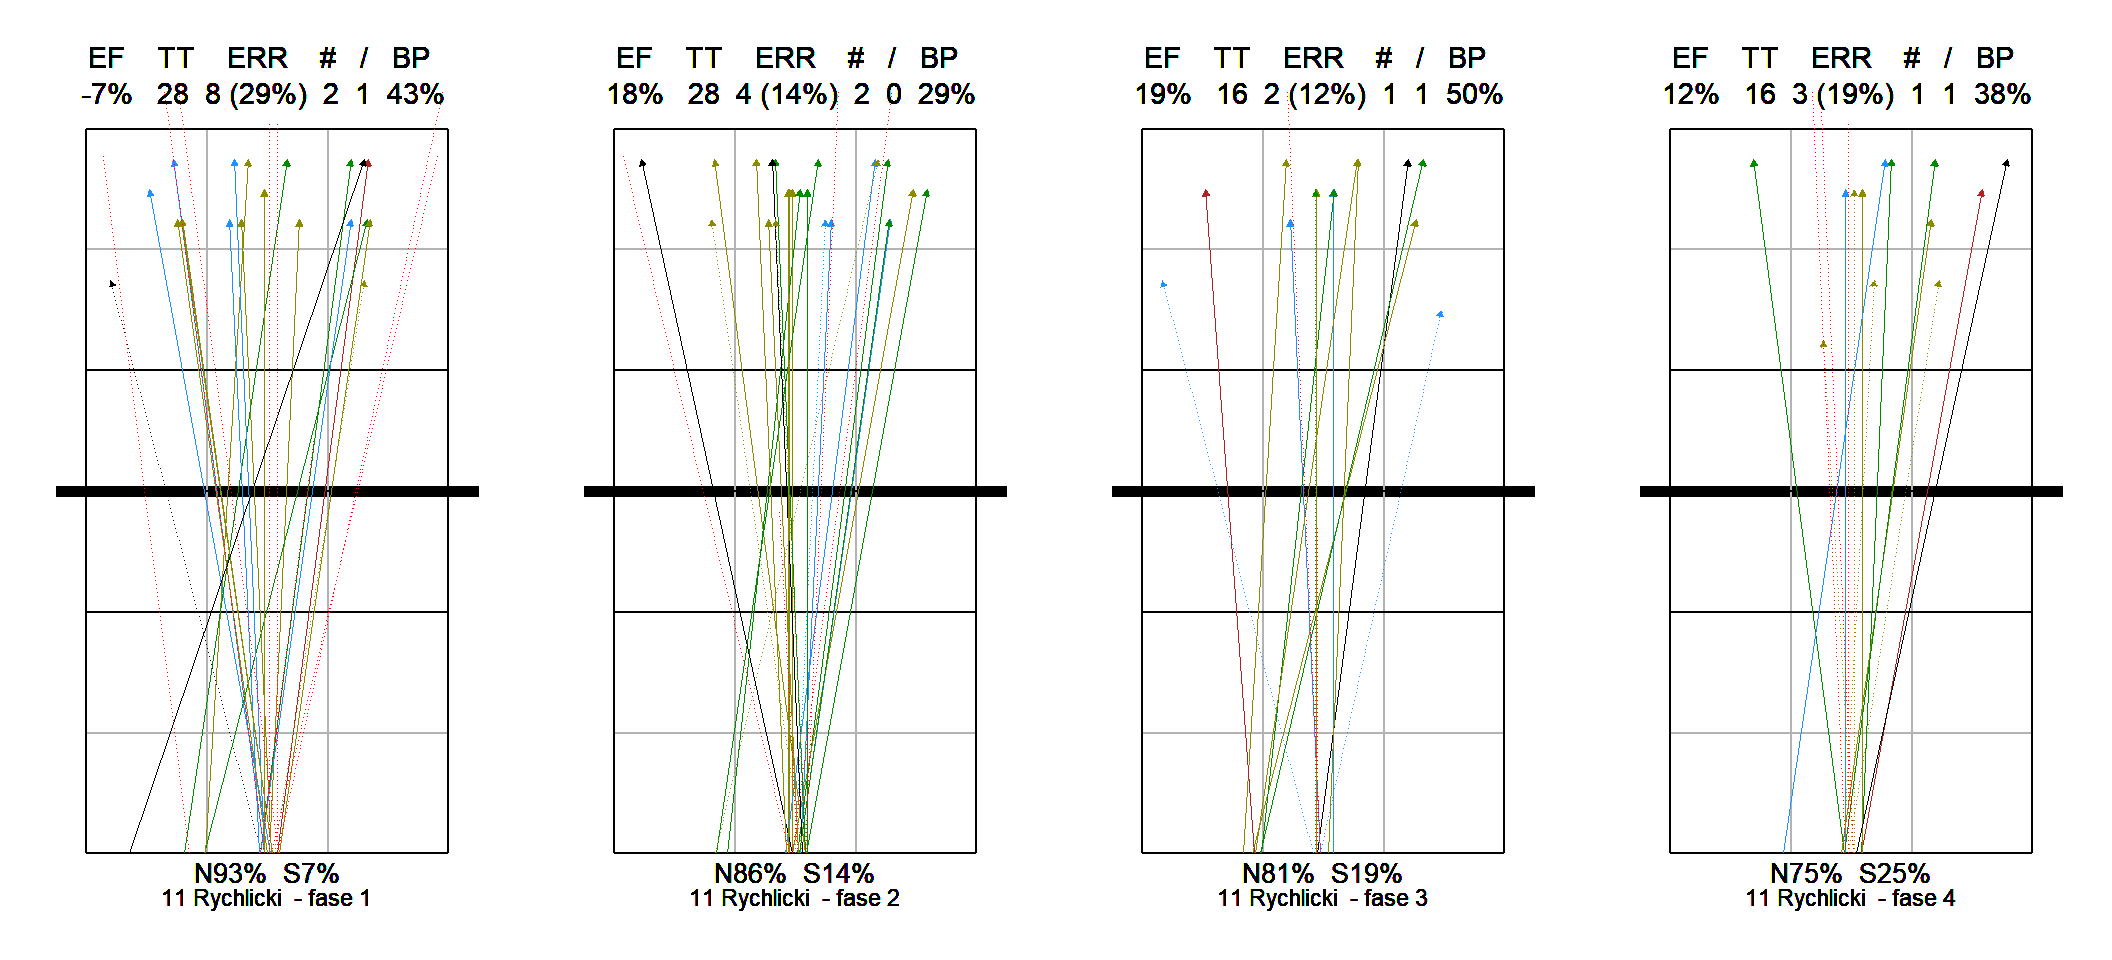 EF TT ERR # / BP
-7% 28 8 (29%) 2 1 43%
N93% S7%
11 Rychlicki - fase 1
EF TT ERR # / BP
18% 28 4 (14%) 2 0 29%
N86% S14%
11 Rychlicki - fase 2
EF TT ERR # / BP
19% 16 2 (12%) 1 1 50%
N81% S19%
11 Rychlicki - fase 3
EF TT ERR # / BP
12% 16 3 (19%) 1 1 38%
N75% S25%
11 Rychlicki - fase 4